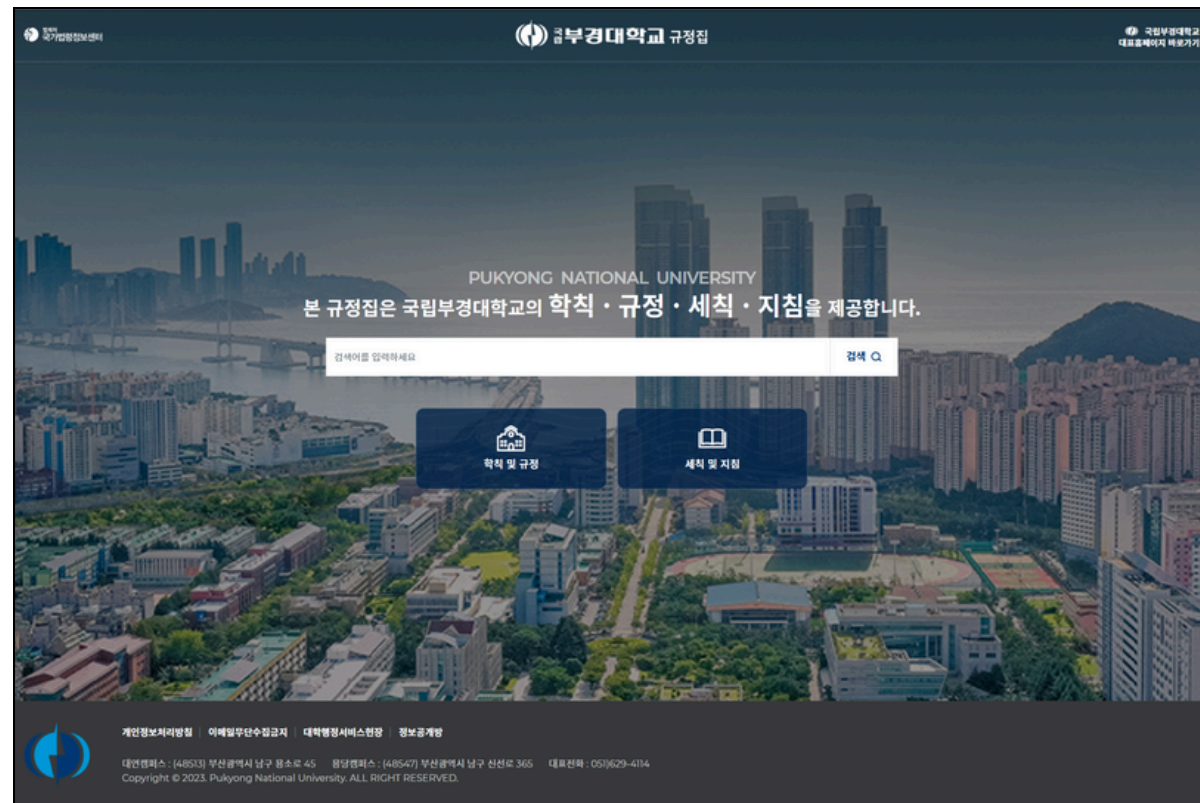 법제처
국가법령정보센터
국립부경대학교 규정집
국립부경대학교
대표홈페이지 바로가기
PUKYONG NATIONAL UNIVERSITY
본 규정집은 국립부경대학교의 학칙 · 규정 · 세칙 · 지침을 제공합니다.
검색어를 입력하세요
검색
학칙 및 규정
세칙 및 지침
개인정보처리방침 | 이메일무단수집금지 | 대학행정서비스헌장 | 정보공개방
대연캠퍼스 : (48513) 부산광역시 남구 용소로 45 용당캠퍼스 : (48547) 부산광역시 남구 신선로 365 대표전화 : 051)629-4114
Copyright © 2023. Pukyong National University. ALL RIGHT RESERVED.